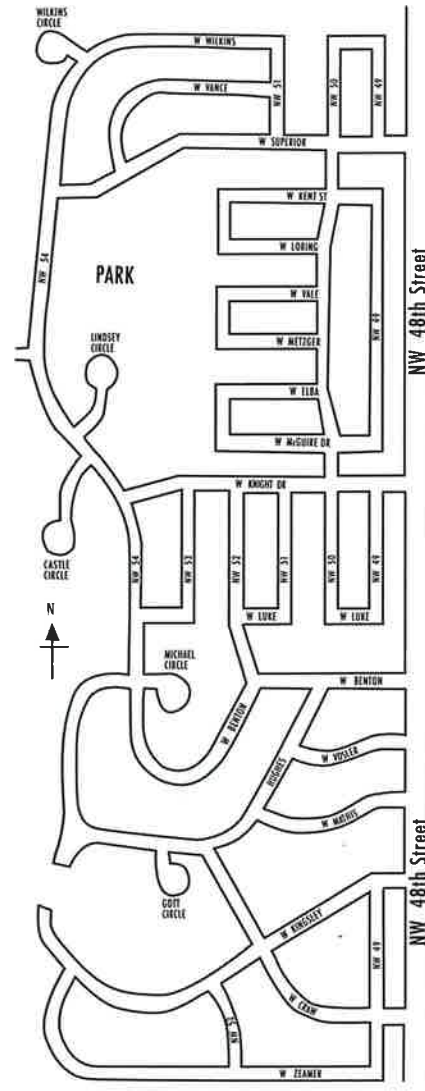 WILKINS
CIRCLE
W WILKINS
W VANCE
NW 51
NW 50
NW 49
W SUPERIOR
W KENT ST
NW 54
PARK
W LORING
LINDSEY
CIRCLE
W VALE
W METZGER
NW 49
NW 48th Street
W ELBA
W McGUIRE DR
W KNIGHT DR
CASTLE
CIRCLE
NW 54
NW 53
NW 52
NW 51
NW 50
NW 49
N
W LUKE
W LUKE
MICHAEL
CIRCLE
W BENTON
W BENTON
HUGHES
W VOSLER
W MATHIS
NW 48th Street
GOTT
CIRCLE
W KINGSLEY
W CRAW
NW 49
NW 52
W ZEAMER